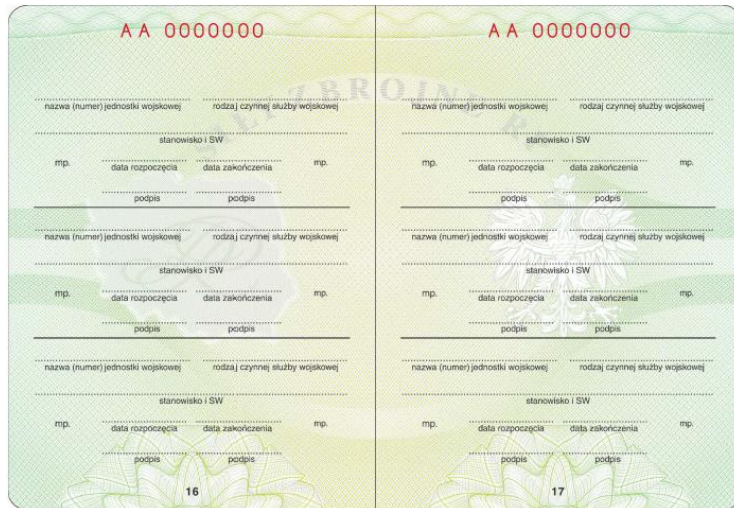 AA 0000000
SIŁY ZBROJNE R
nazwa (numer) jednostki wojskowej rodzaj czynnej służby wojskowej
stanowisko i SW
mp. data rozpoczęcia data zakończenia mp.
podpis podpis
nazwa (numer) jednostki wojskowej rodzaj czynnej służby wojskowej
stanowisko i SW
mp. data rozpoczęcia data zakończenia mp.
podpis podpis
nazwa (numer) jednostki wojskowej rodzaj czynnej służby wojskowej
stanowisko i SW
mp. data rozpoczęcia data zakończenia mp.
podpis podpis
16
AA 0000000
nazwa (numer) jednostki wojskowej rodzaj czynnej służby wojskowej
stanowisko i SW
mp. data rozpoczęcia data zakończenia mp.
podpis podpis
nazwa (numer) jednostki wojskowej rodzaj czynnej służby wojskowej
stanowisko i SW
mp. data rozpoczęcia data zakończenia mp.
podpis podpis
nazwa (numer) jednostki wojskowej rodzaj czynnej służby wojskowej
stanowisko i SW
mp. data rozpoczęcia data zakończenia mp.
podpis podpis
17